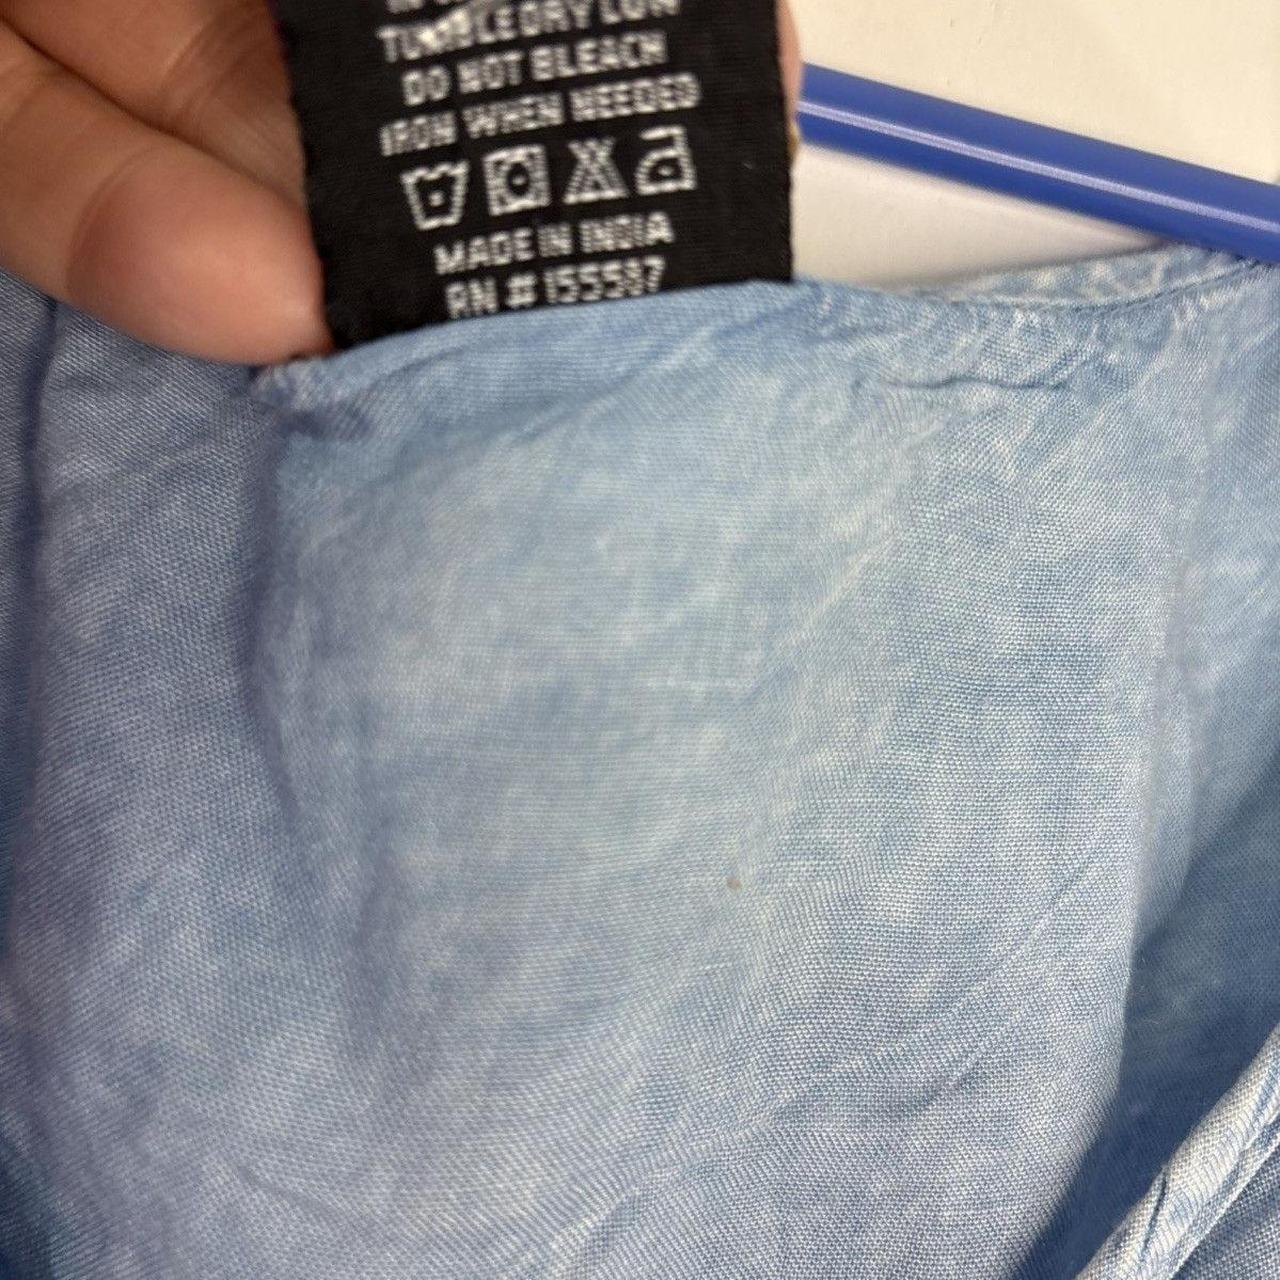 TUMBLE DRY LOW
DO NOT BLEACH
IRON WHEN NEEDED
MADE IN INDIA
RN # 155587